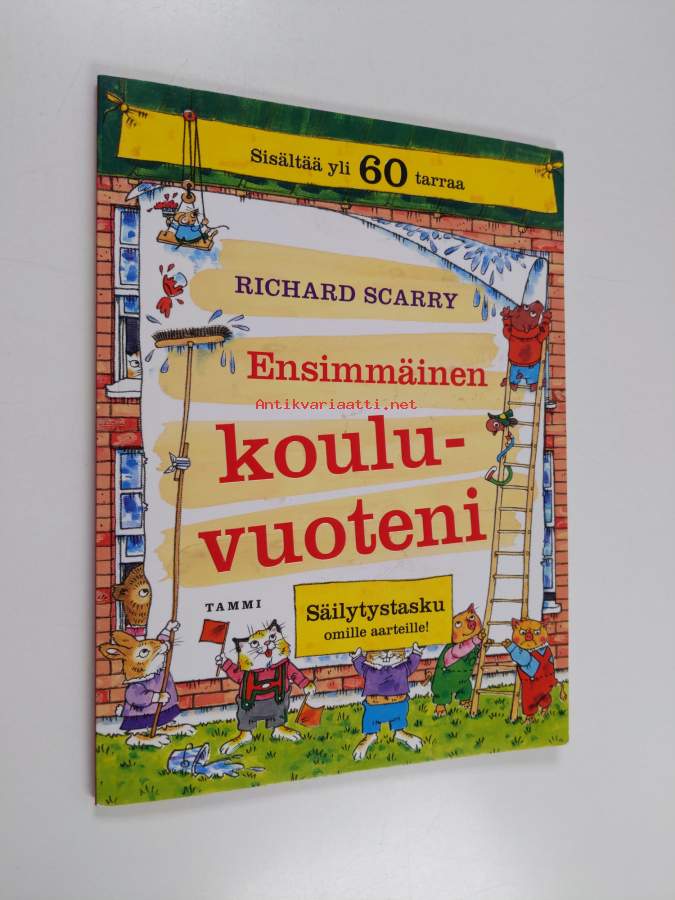 Sisältää yli 60 tarraa
RICHARD SCARRY
Ensimmäinen
Antikvariaatti.net
koulu-
vuoteni
TAMMI
Säilytystasku
omille aarteille!